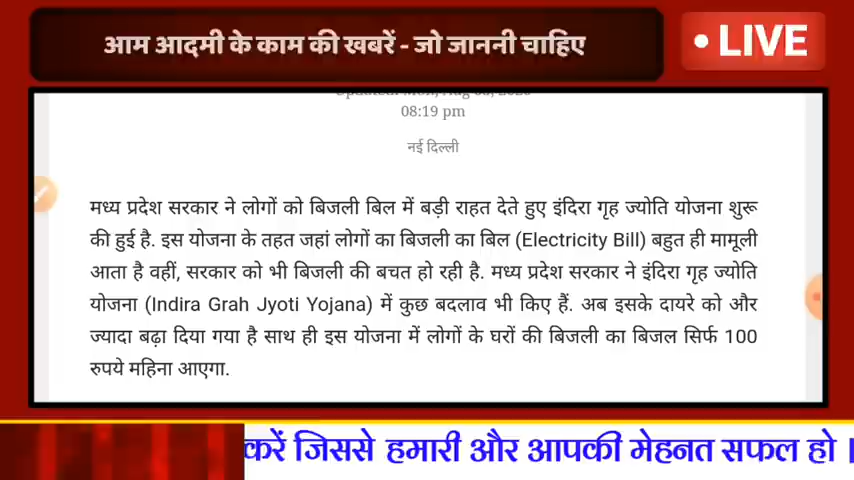 आम आदमी के काम की खबरें - जो जाननी चाहिए
• LIVE
08:19 pm
नई दिल्ली
मध्य प्रदेश सरकार ने लोगों को बिजली बिल में बड़ी राहत देते हुए इंदिरा गृह ज्योति योजना शुरू
की हुई है. इस योजना के तहत जहां लोगों का बिजली का बिल (Electricity Bill) बहुत ही मामूली
आता है वहीं, सरकार को भी बिजली की बचत हो रही है. मध्य प्रदेश सरकार ने इंदिरा गृह ज्योति
योजना (Indira Grah Jyoti Yojana) में कुछ बदलाव भी किए हैं. अब इसके दायरे को और
ज्यादा बढ़ा दिया गया है साथ ही इस योजना में लोगों के घरों की बिजली का बिजल सिर्फ 100
रुपये महिना आएगा.
करें जिससे हमारी और आपकी मेहनत सफल हो ।